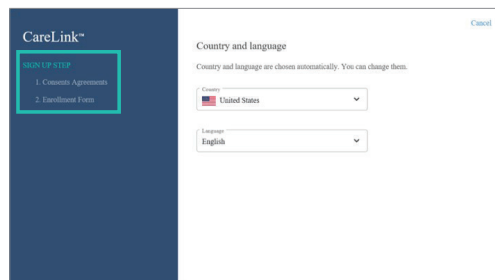 Cancel
CareLink™
Country and language
Country and language are chosen automatically. You can change them.
SIGN UP STEP
1. Consents Agreements
2. Enrollment Form
Country
United States
Language
English